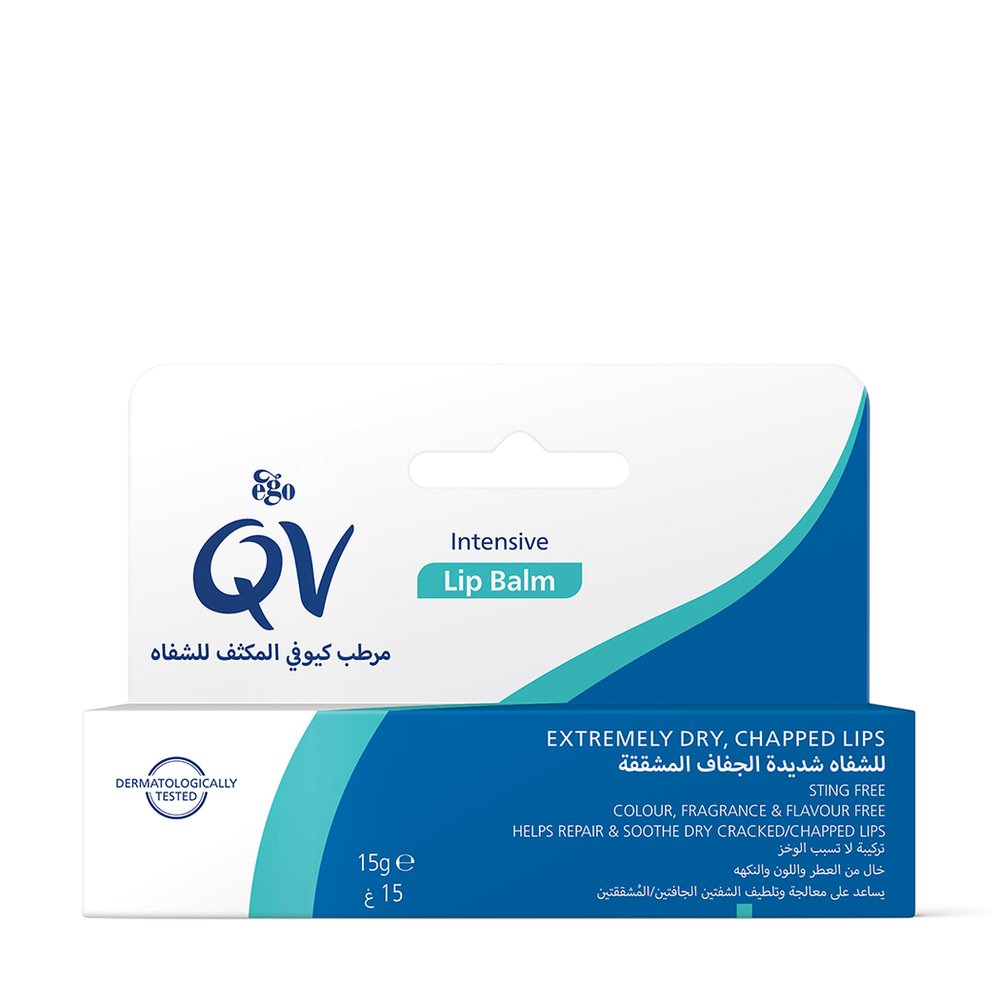 ego
QV
مرطب كيوفي المكثف للشفاه
Intensive
Lip Balm
DERMATOLOGICALLY
TESTED
15g ℮
15 غ
EXTREMELY DRY, CHAPPED LIPS
للشفاه شديدة الجفاف المشققة
STING FREE
COLOUR, FRAGRANCE & FLAVOUR FREE
HELPS REPAIR & SOOTHE DRY CRACKED/CHAPPED LIPS
تركيبة لا تسبب الوخز
خال من العطر واللون والنكهه
يساعد على معالجة وتلطيف الشفتين الجافتين/المُشققتين